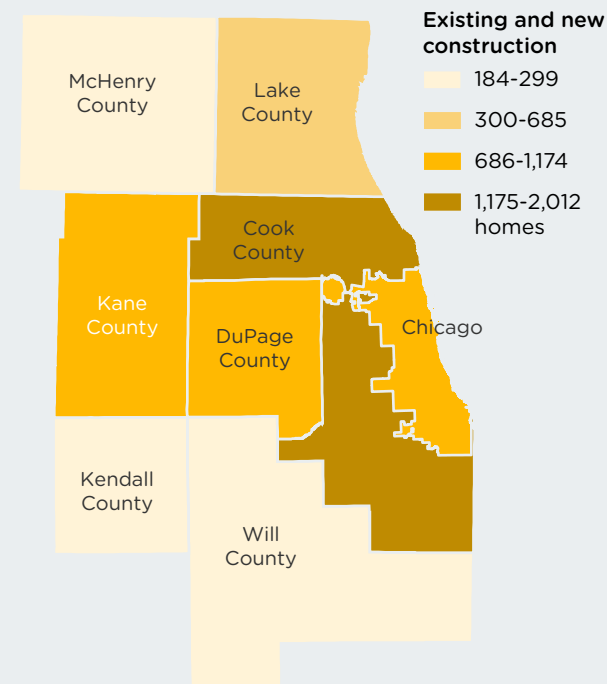 Existing and new
construction
184-299
300-685
686-1,174
1,175-2,012
homes
McHenry
County
Lake
County
Cook
County
Kane
County
DuPage
County
Chicago
Kendall
County
Will
County